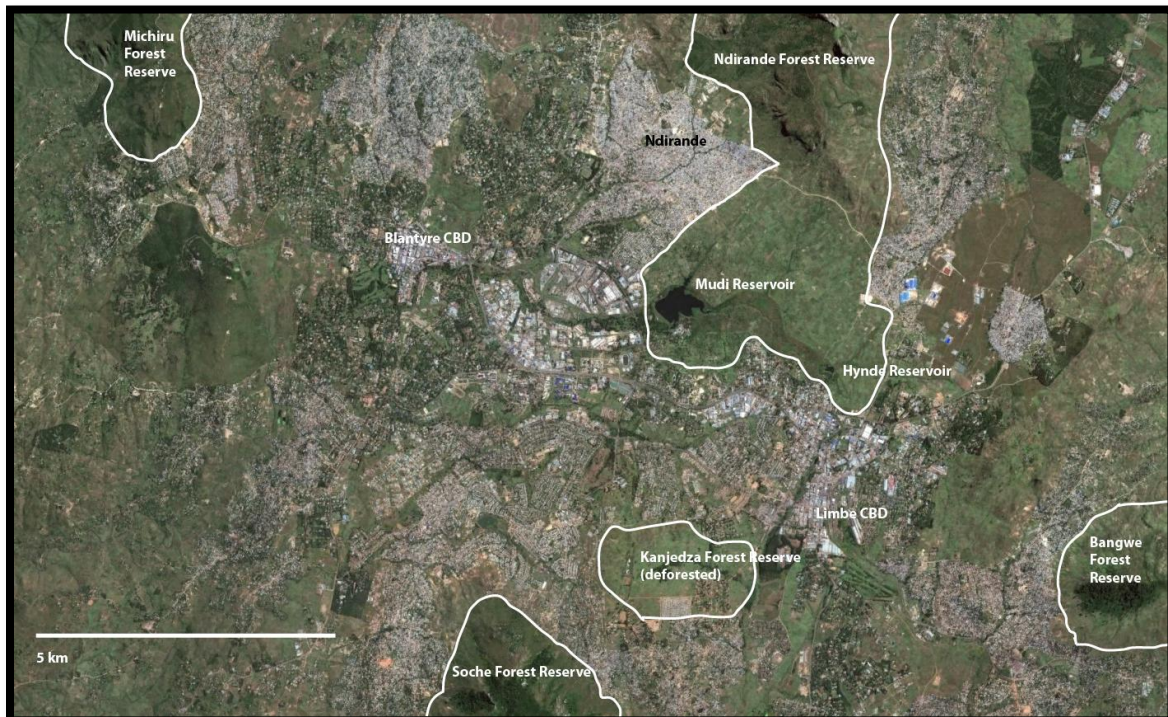 Michiru
Forest
Reserve
Ndirande Forest Reserve
Ndirande
Blantyre CBD
Mudi Reservoir
Hynde Reservoir
Limbe CBD
Kanjedza Forest Reserve
(deforested)
Bangwe
Forest
Reserve
5 km
Soche Forest Reserve